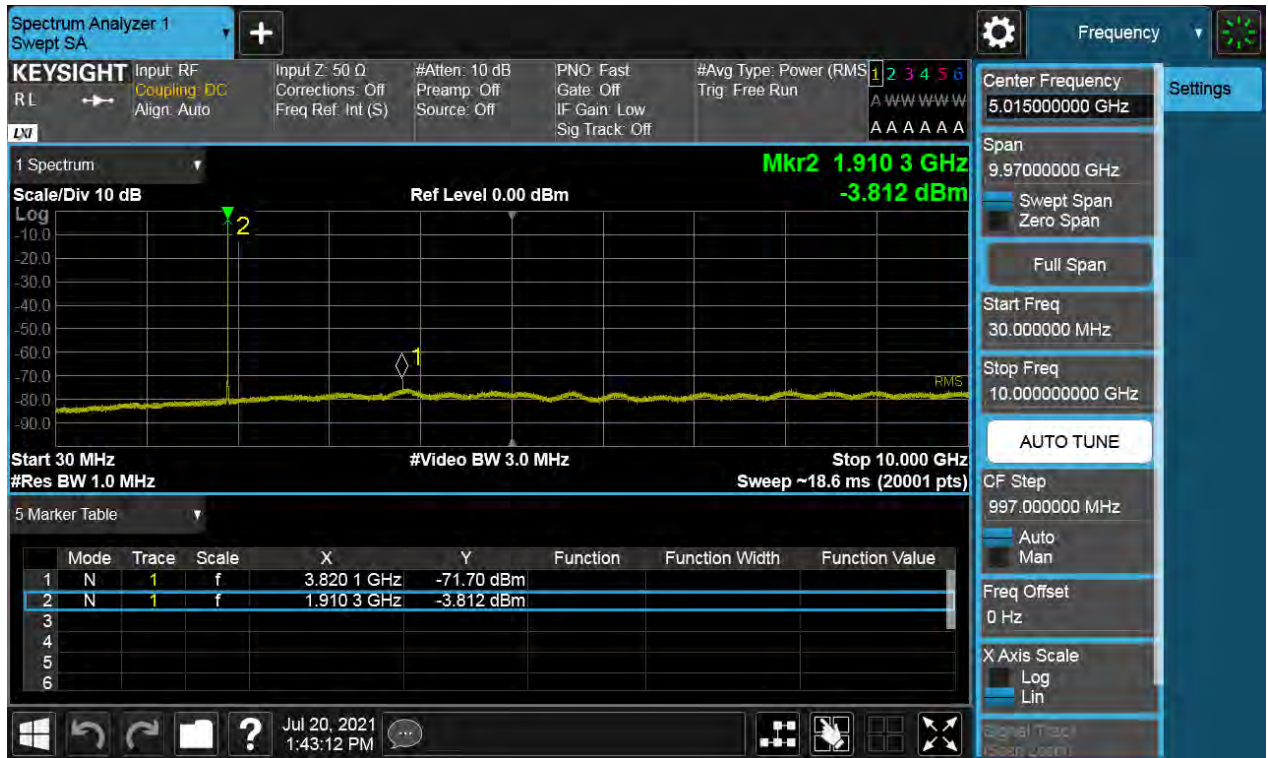 Spectrum Analyzer 1
Swept SA
+
Frequency
KEYSIGHT
RL
LXI
Input: RF
Coupling: DC
Align: Auto
Input Z: 50 Ω
Corrections: Off
Freq Ref: Int (S)
#Atten: 10 dB
Preamp: Off
Source: Off
PNO: Fast
Gate: Off
IF Gain: Low
Sig Track: Off
#Avg Type: Power (RMS
Trig: Free Run
1 2 3 4 5 6
A W W W W W
A A A A A A
1 Spectrum
Mkr2 1.910 3 GHz
-3.812 dBm
Scale/Div 10 dB
Ref Level 0.00 dBm
Log
-10.0
-20.0
-30.0
-40.0
-50.0
-60.0
-70.0
-80.0
-90.0
2
1
RMS
Start 30 MHz
#Video BW 3.0 MHz
Stop 10.000 GHz
#Res BW 1.0 MHz
Sweep ~18.6 ms (20001 pts)
5 Marker Table
Mode Trace Scale X Y Function Function Width Function Value
1 N 1 f 3.820 1 GHz -71.70 dBm
2 N 1 f 1.910 3 GHz -3.812 dBm
3
4
5
6
?
Jul 20, 2021
1:43:12 PM
Center Frequency
5.015000000 GHz
Settings
Span
9.97000000 GHz
Swept Span
Zero Span
Full Span
Start Freq
30.000000 MHz
Stop Freq
10.000000000 GHz
AUTO TUNE
CF Step
997.000000 MHz
Auto
Man
Freq Offset
0 Hz
X Axis Scale
Log
Lin
Signal Track
(Span Zoom)